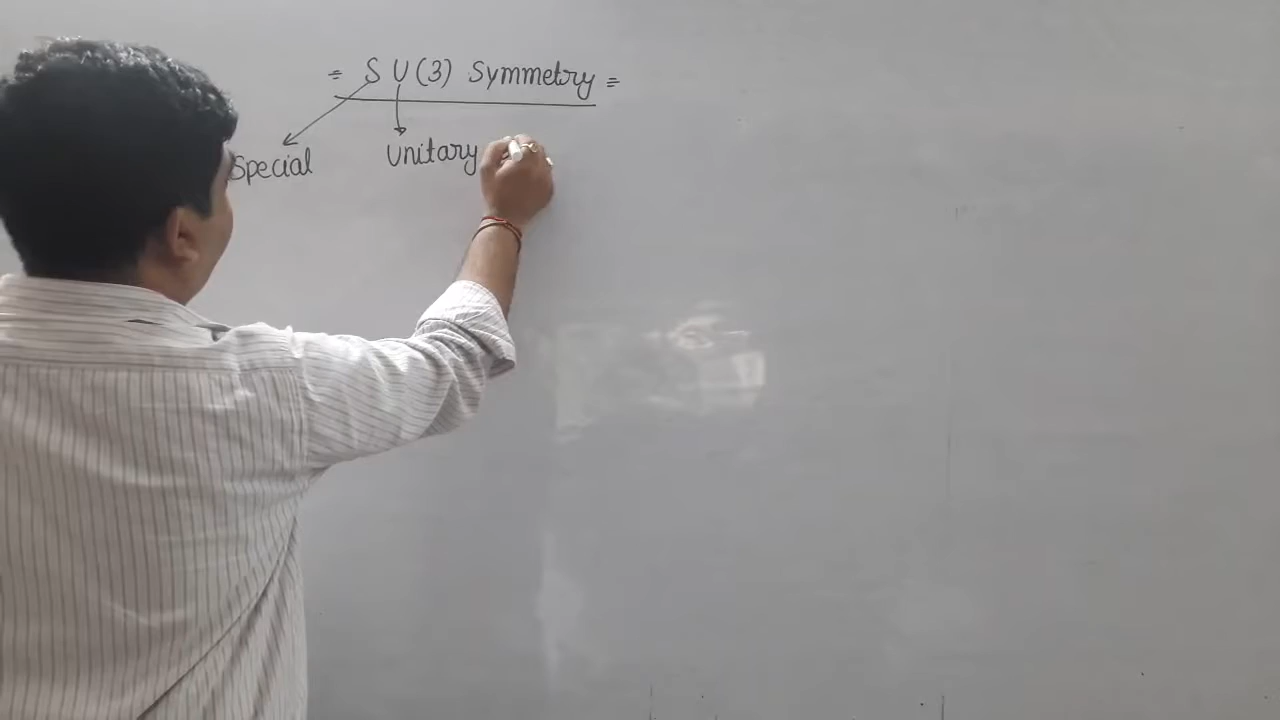 = SU(3) Symmetry =
Special Unitary